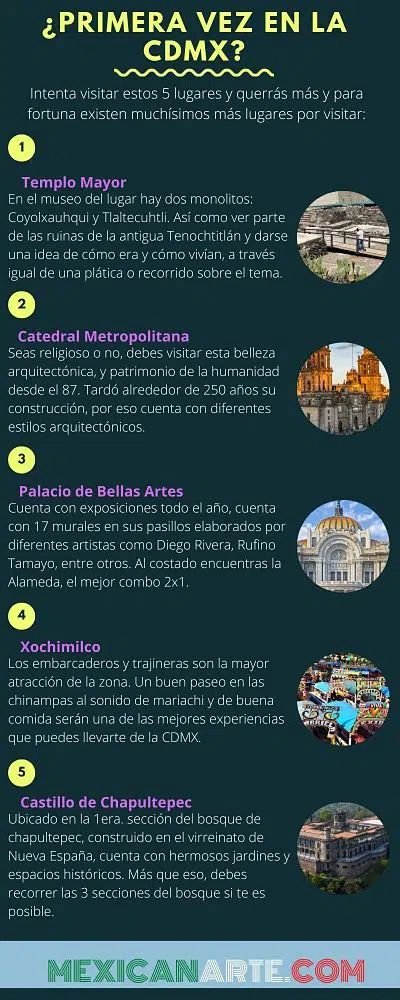 ¿PRIMERA VEZ EN LA
CDMX?
Intenta visitar estos 5 lugares y querrás más y para
fortuna existen muchísimos más lugares por visitar:
1
Templo Mayor
En el museo del lugar hay dos monolitos:
Coyolxauhqui y Tlaltecuhtli. Así como ver parte
de las ruinas de la antigua Tenochtitlán y darse
una idea de cómo era y cómo vivían, a través
igual de una plática o recorrido sobre el tema.
2
Catedral Metropolitana
Seas religioso o no, debes visitar esta belleza
arquitectónica, y patrimonio de la humanidad
desde el 87. Tardó alrededor de 250 años su
construcción, por eso cuenta con diferentes
estilos arquitectónicos.
3
Palacio de Bellas Artes
Cuenta con exposiciones todo el año, cuenta
con 17 murales en sus pasillos elaborados por
diferentes artistas como Diego Rivera, Rufino
Tamayo, entre otros. Al costado encuentras la
Alameda, el mejor combo 2x1.
4
Xochimilco
Los embarcaderos y trajineras son la mayor
atracción de la zona. Un buen paseo en las
chinampas al sonido de mariachi y de buena
comida serán una de las mejores experiencias
que puedes llevarte de la CDMX.
5
Castillo de Chapultepec
Ubicado en la 1era. sección del bosque de
chapultepec, construido en el virreinato de
Nueva España, cuenta con hermosos jardines y
espacios históricos. Más que eso, debes
recorrer las 3 secciones del bosque si te es
posible.
MEXICANARTE.COM